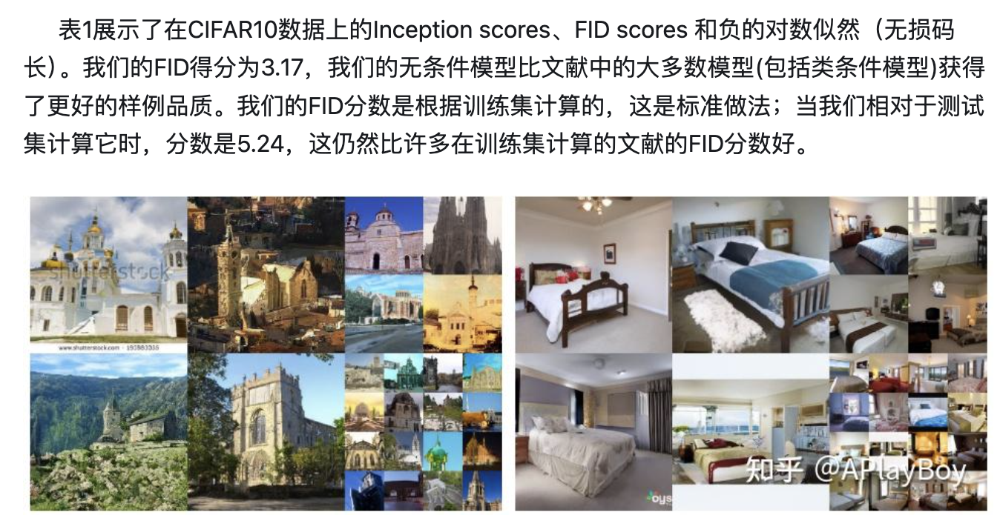 表1展示了在CIFAR10数据上的Inception scores、FID scores 和负的对数似然（无损码
长）。我们的FID得分为3.17，我们的无条件模型比文献中的大多数模型(包括类条件模型)获得
了更好的样例品质。我们的FID分数是根据训练集计算的，这是标准做法；当我们相对于测试
集计算它时，分数是5.24，这仍然比许多在训练集计算的文献的FID分数好。
shutterstock
www.shutterstock.com
知乎 @APlayBoy
oys